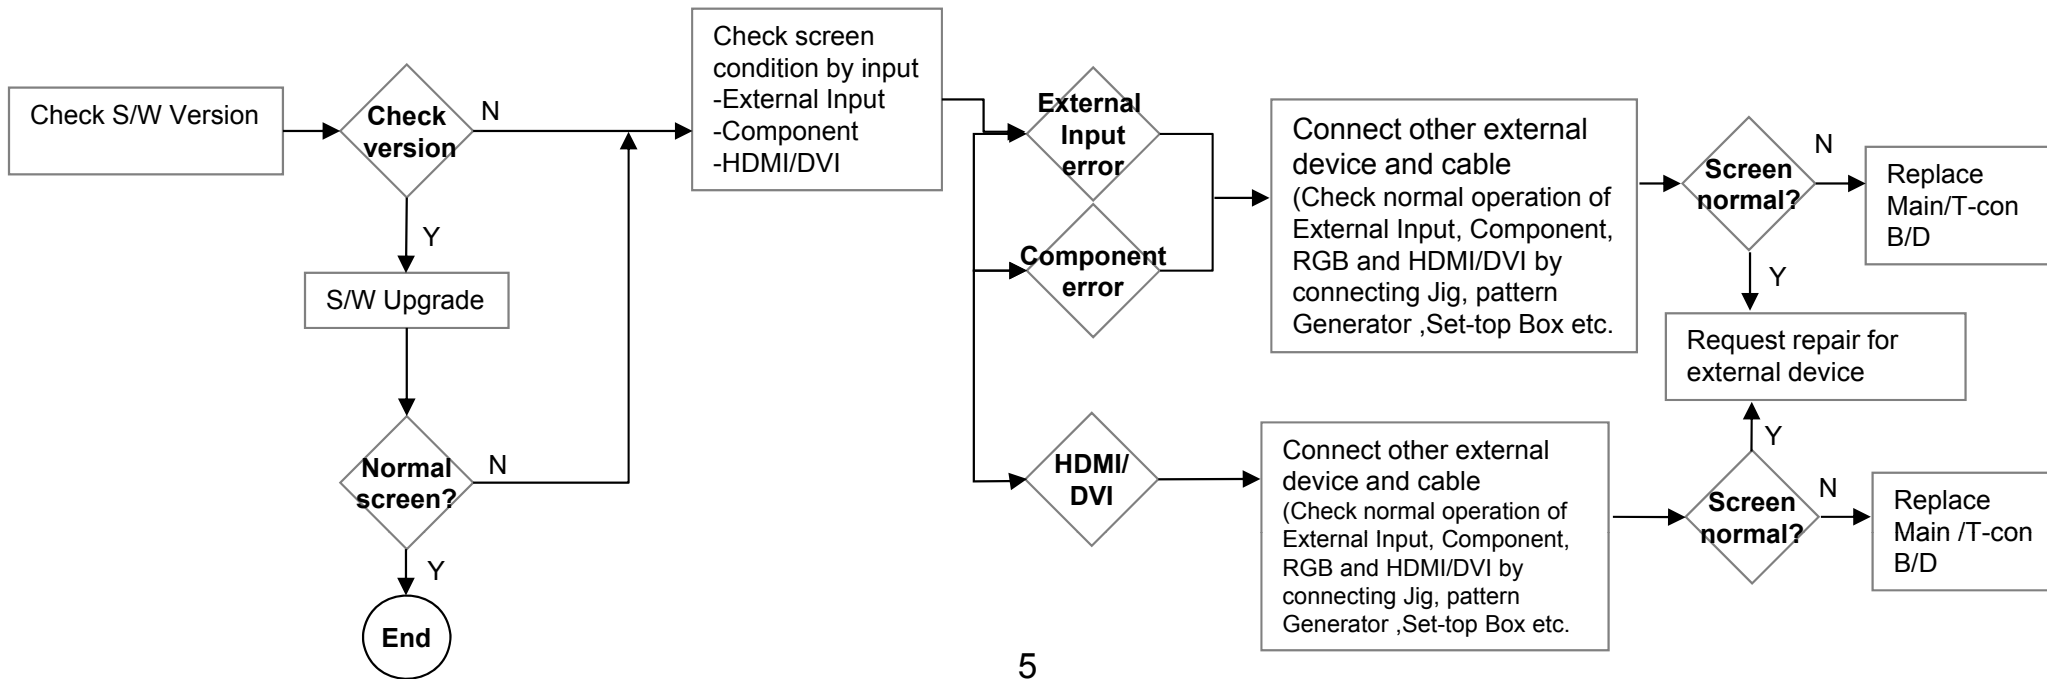 Check S/W Version
Check
version
N
Y
S/W Upgrade
Normal
screen?
N
Y
End
Check screen
condition by input
-External Input
-Component
-HDMI/DVI
External
Input
error
Component
error
HDMI/
DVI
Connect other external
device and cable
(Check normal operation of
External Input, Component,
RGB and HDMI/DVI by
connecting Jig, pattern
Generator ,Set-top Box etc.
Screen
normal?
N
Replace
Main/T-con
B/D
Y
Request repair for
external device
Connect other external
device and cable
(Check normal operation of
External Input, Component,
RGB and HDMI/DVI by
connecting Jig, pattern
Generator ,Set-top Box etc.
Y
Screen
normal?
N
Replace
Main /T-con
B/D
5